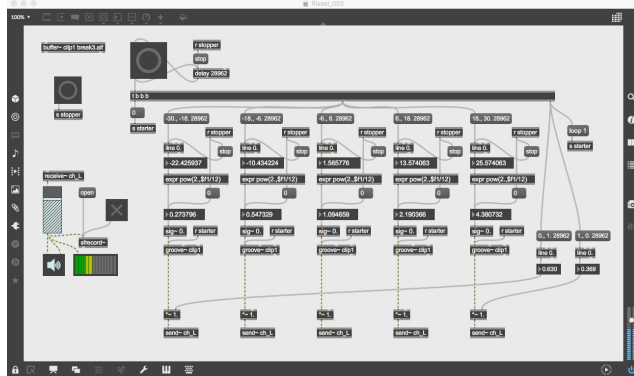 Risset_002
100%
buffer~ clip1 break3.aif
r stopper
stop
delay 28962
t b b b
s stopper
0
s starter
-30., -18. 28962
-18., -6. 28962
-6., 6. 28962
6., 18. 28962
18., 30. 28962
loop 1
s starter
r stopper
r stopper
r stopper
r stopper
r stopper
line 0.
stop
line 0.
stop
line 0.
stop
line 0.
stop
line 0.
stop
-22.425937
-10.434224
1.565776
13.574063
25.574063
receive~ ch_L
open
expr pow(2.,$f1/12)
expr pow(2.,$f1/12)
expr pow(2.,$f1/12)
expr pow(2.,$f1/12)
expr pow(2.,$f1/12)
0
0
0
0
0
0.273796
0.547329
1.094659
2.190366
4.380732
sfrecord~
sig~ 0.
r starter
sig~ 0.
r starter
sig~ 0.
r starter
sig~ 0.
r starter
sig~ 0.
r starter
0., 1. 28962
1., 0. 28962
groove~ clip1
groove~ clip1
groove~ clip1
groove~ clip1
groove~ clip1
line 0.
line 0.
0.630
0.369
*~ 1.
*~ 1.
*~ 1.
*~ 1.
*~ 1.
send~ ch_L
send~ ch_L
send~ ch_L
send~ ch_L
send~ ch_L